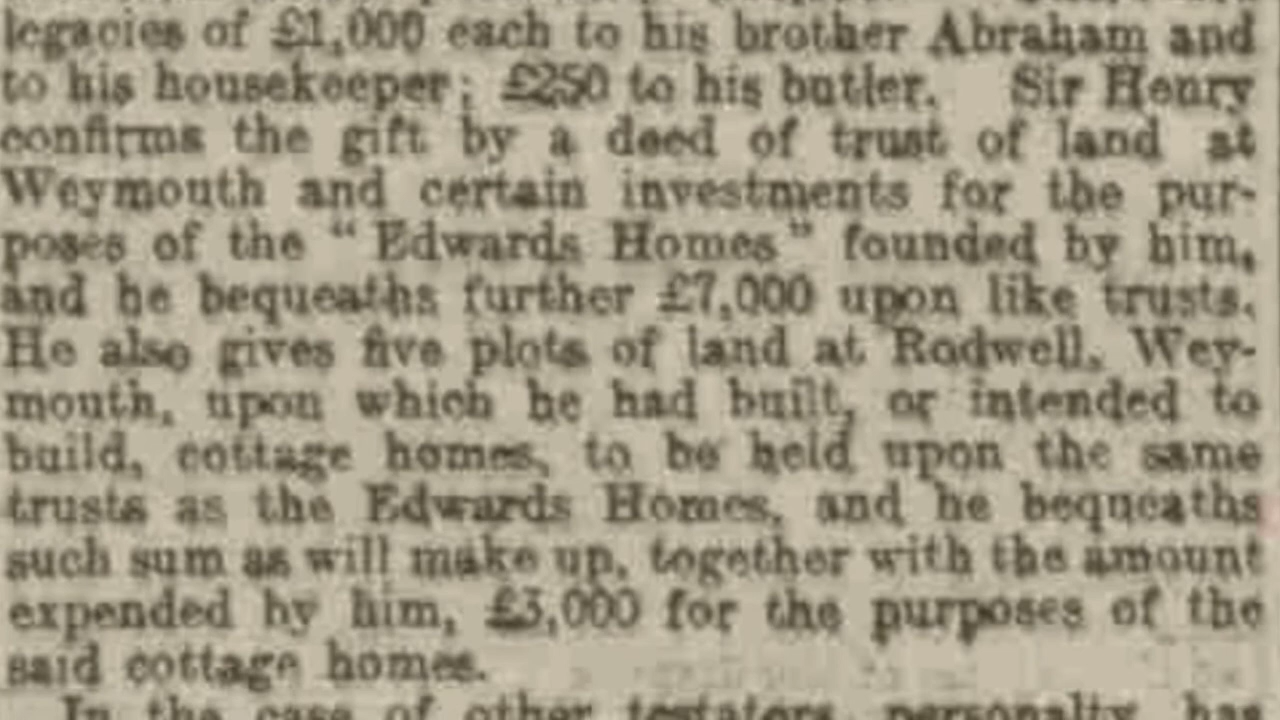 legacies of £1,000 each to his brother Abraham and
to his housekeeper; £250 to his butler. Sir Henry
confirms the gift by a deed of trust of land at
Weymouth and certain investments for the pur-
poses of the "Edwards Homes" founded by him,
and he bequeaths further £7,000 upon like trusts.
He also gives five plots of land at Rodwell, Wey-
mouth, upon which he had built, or intended to
build, cottage homes, to be held upon the same
trusts as the Edwards Homes, and he bequeaths
such sum as will make up, together with the amount
expended by him, £3,000 for the purposes of the
said cottage homes.
In the case of other testators personalty has